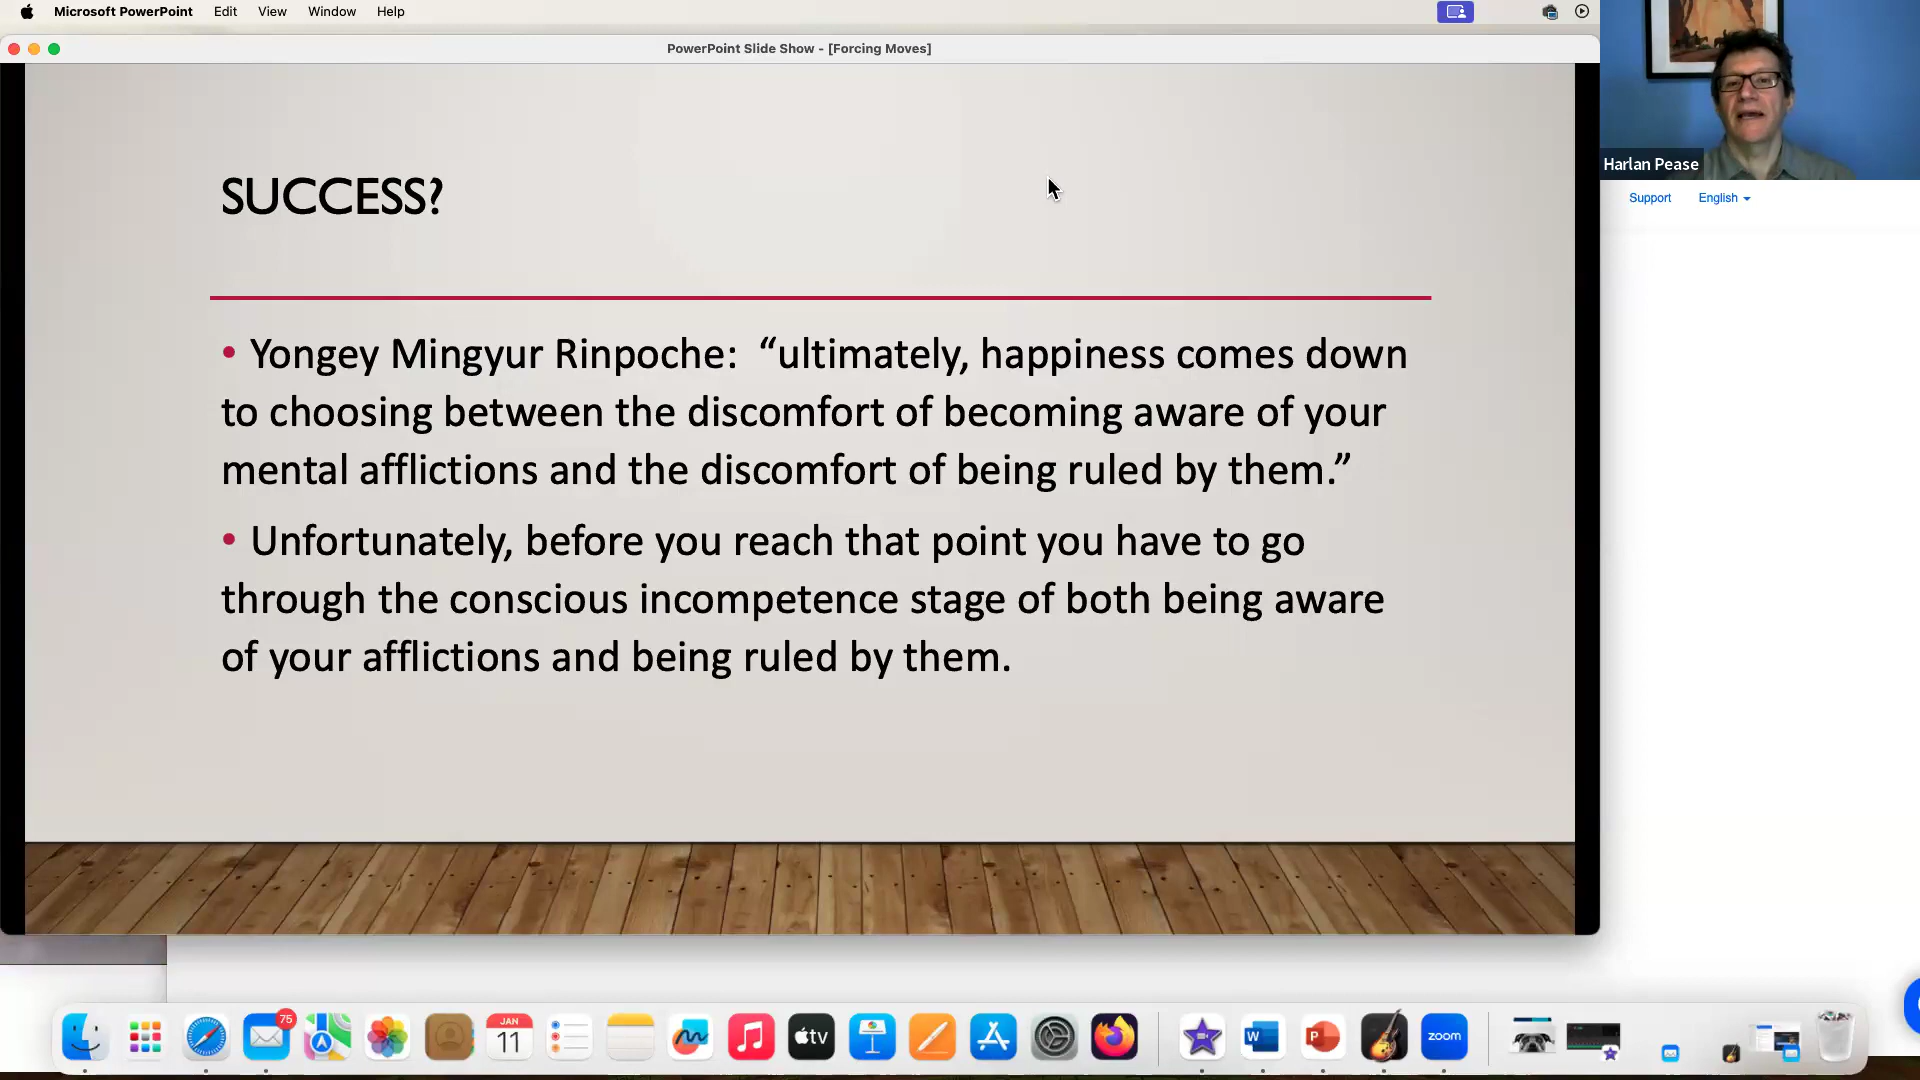 Microsoft PowerPoint Edit View Window Help
PowerPoint Slide Show - [Forcing Moves]
Harlan Pease
Support English
SUCCESS?
• Yongey Mingyur Rinpoche:  “ultimately, happiness comes down
to choosing between the discomfort of becoming aware of your
mental afflictions and the discomfort of being ruled by them.”
• Unfortunately, before you reach that point you have to go
through the conscious incompetence stage of both being aware
of your afflictions and being ruled by them.
75
JAN
11
tv
W
P
zoom